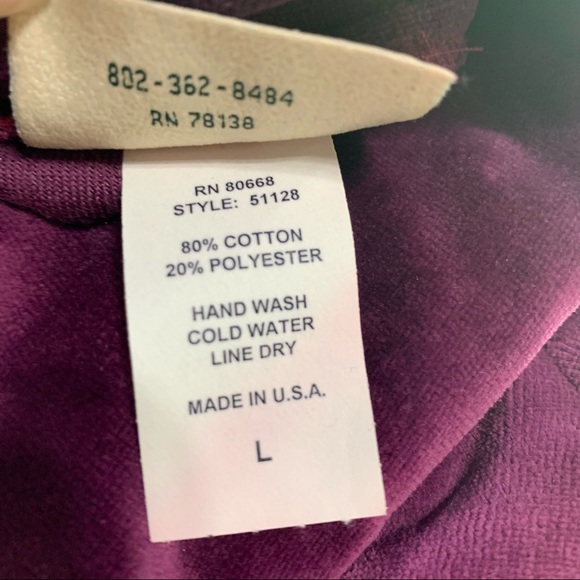 802-362-8484
RN 78138
RN 80668
STYLE: 51128
80% COTTON
20% POLYESTER
HAND WASH
COLD WATER
LINE DRY
MADE IN U.S.A.
L